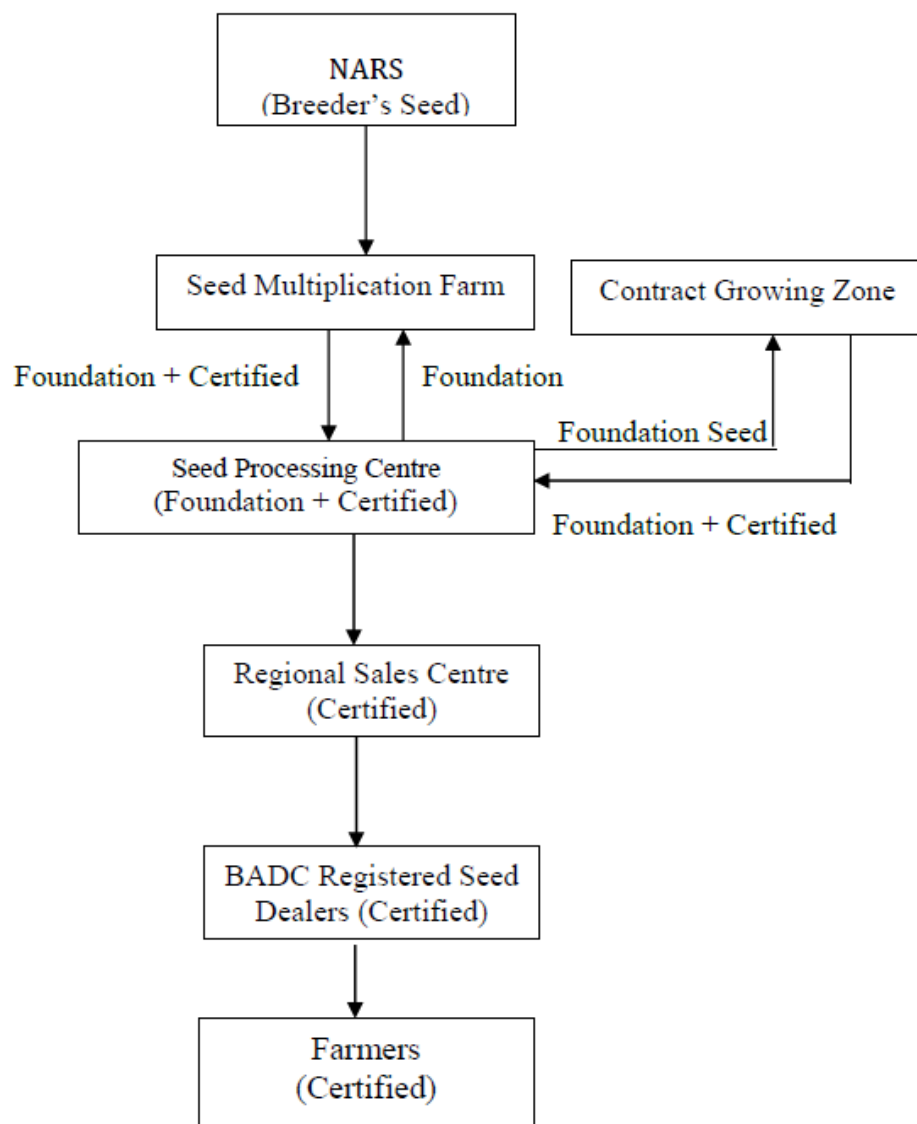 NARS
(Breeder’s Seed)
Seed Multiplication Farm
Contract Growing Zone
Foundation + Certified
Foundation
Foundation Seed
Seed Processing Centre
(Foundation + Certified)
Foundation + Certified
Regional Sales Centre
(Certified)
BADC Registered Seed
Dealers (Certified)
Farmers
(Certified)